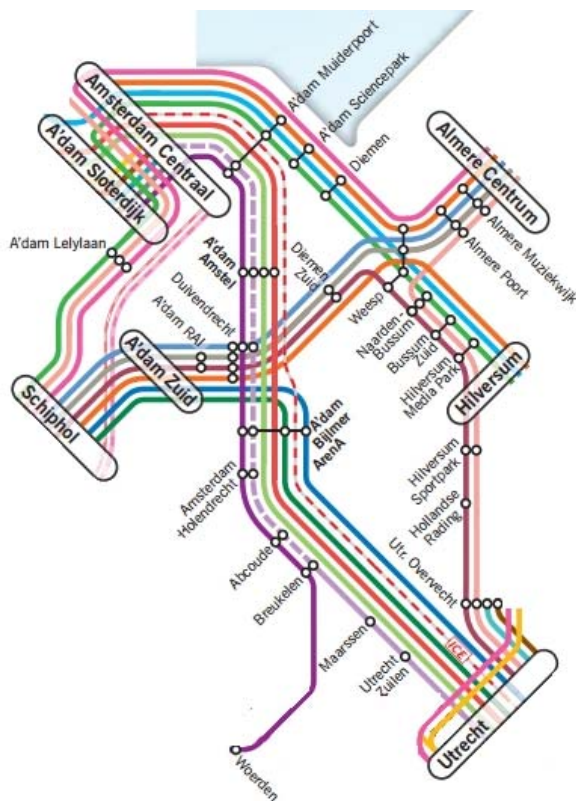 A'dam Muiderpoort
A'dam Sciencepark
Diemen
Amsterdam Centraal
A'dam Sloterdijk
Almere Centrum
Almere Muziekwijk
Almere Poort
A'dam Lelylaan
A'dam
Amstel
Diemen
Zuid
Duivendrecht
A'dam RAI
Weesp
Naarden-
Bussum
Bussum
Zuid
Hilversum
Media Park
Hilversum
A'dam Zuid
Schiphol
A'dam
Bijlmer
ArenA
Amsterdam
Holendrecht
Hilversum
Sportpark
Hollandse
Rading
Abcoude
Breukelen
Utr. Overvecht
Maarssen
Utrecht
Zuilen
ICE
Utrecht
Woerden